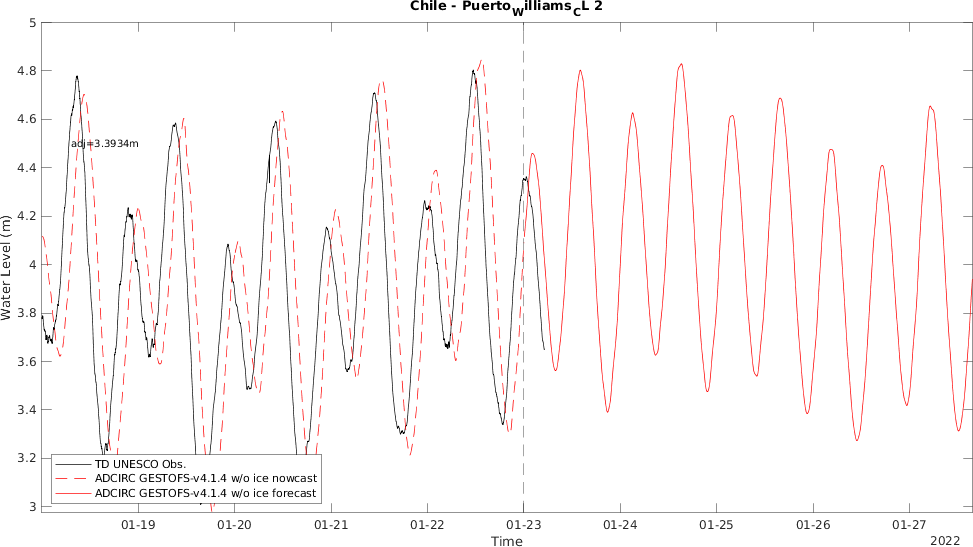 Chile - Puerto_Williams_CL 2
5
4.8
4.6
4.4
4.2
4
3.8
3.6
3.4
3.2
3
Water Level (m)
adj=3.3934m
TD UNESCO Obs.
ADCIRC GESTOFS-v4.1.4 w/o ice nowcast
ADCIRC GESTOFS-v4.1.4 w/o ice forecast
01-19 01-20 01-21 01-22 01-23 01-24 01-25 01-26 01-27
Time
2022